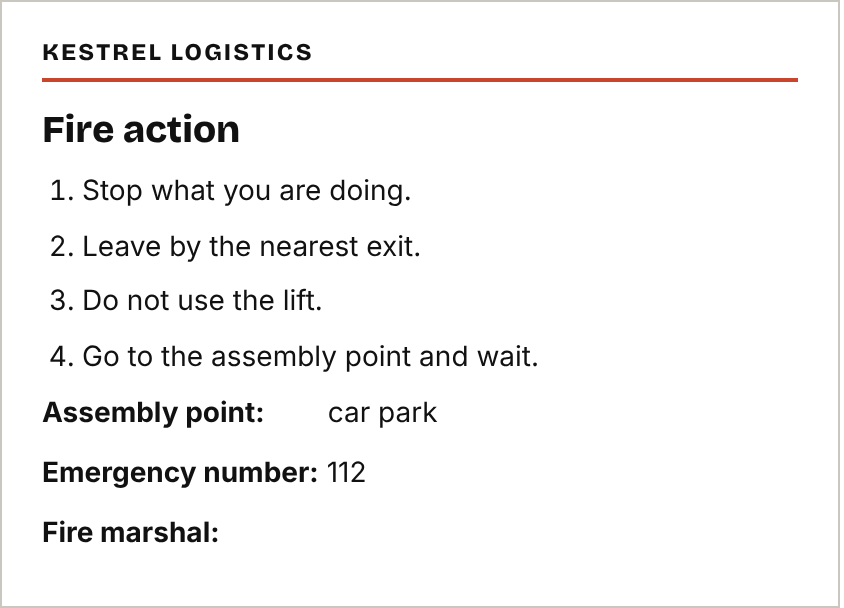 KESTREL LOGISTICS
Fire action
1. Stop what you are doing.
2. Leave by the nearest exit.
3. Do not use the lift.
4. Go to the assembly point and wait.
Assembly point: car park
Emergency number: 112
Fire marshal: